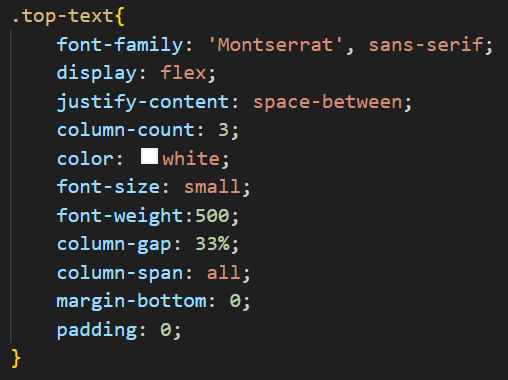 .top-text{
font-family: 'Montserrat', sans-serif;
display: flex;
justify-content: space-between;
column-count: 3;
color: white;
font-size: small;
font-weight:500;
column-gap: 33%;
column-span: all;
margin-bottom: 0;
padding: 0;
}